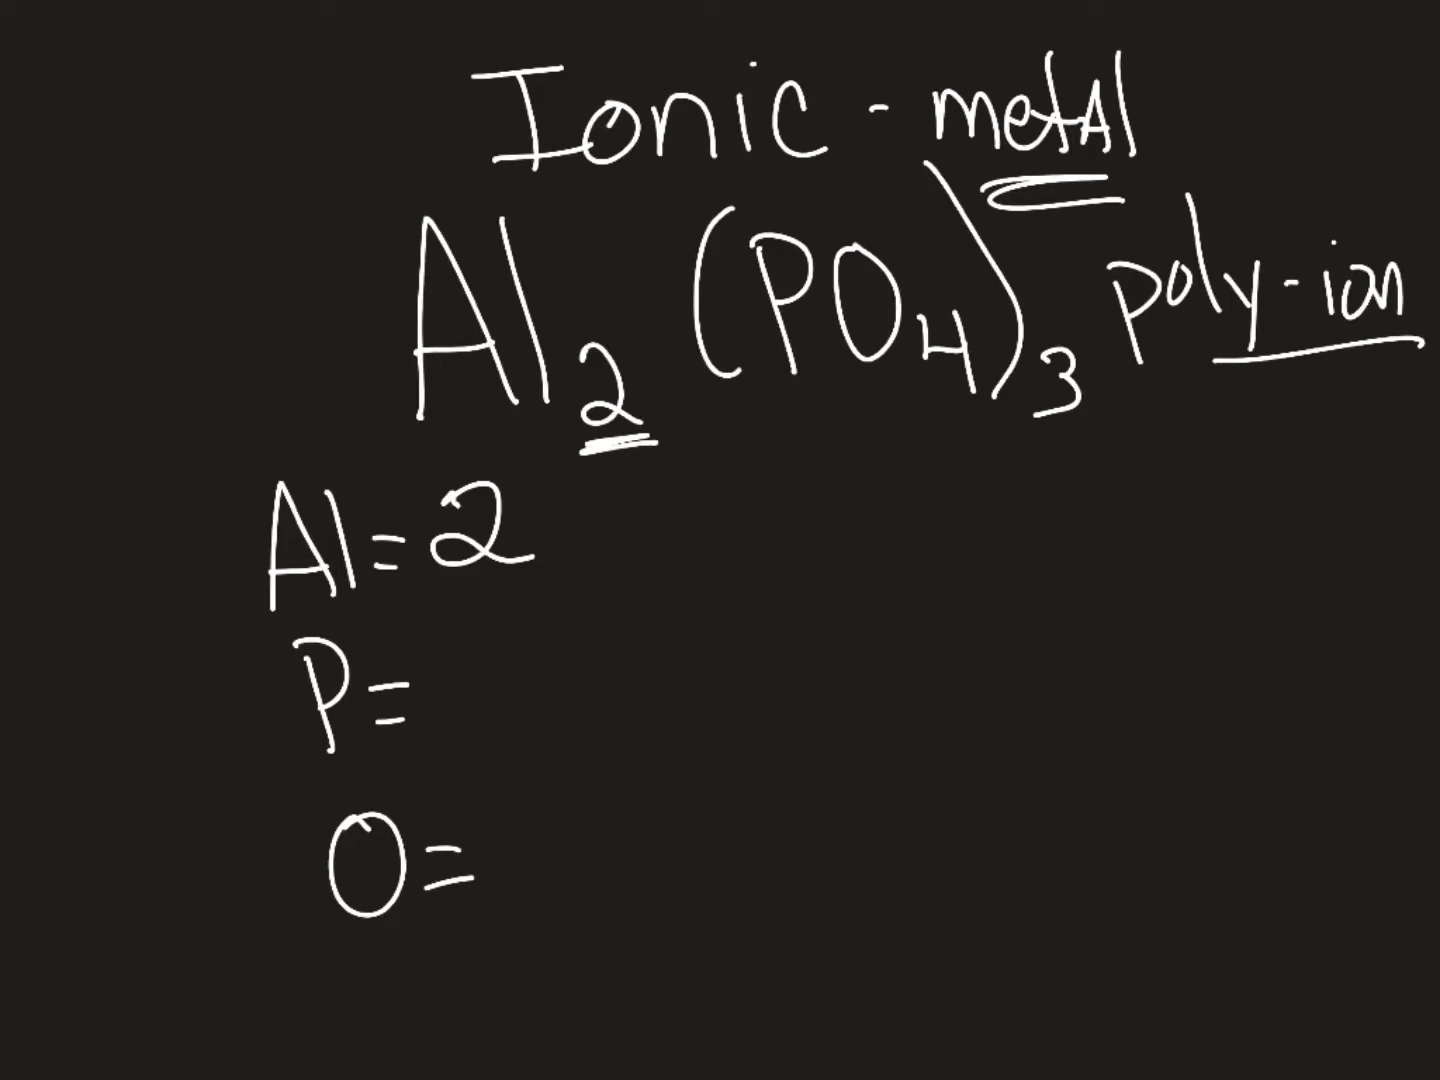 Ionic - metAl
Al2 (PO4)3 poly-ion
Al=2
P=
O=